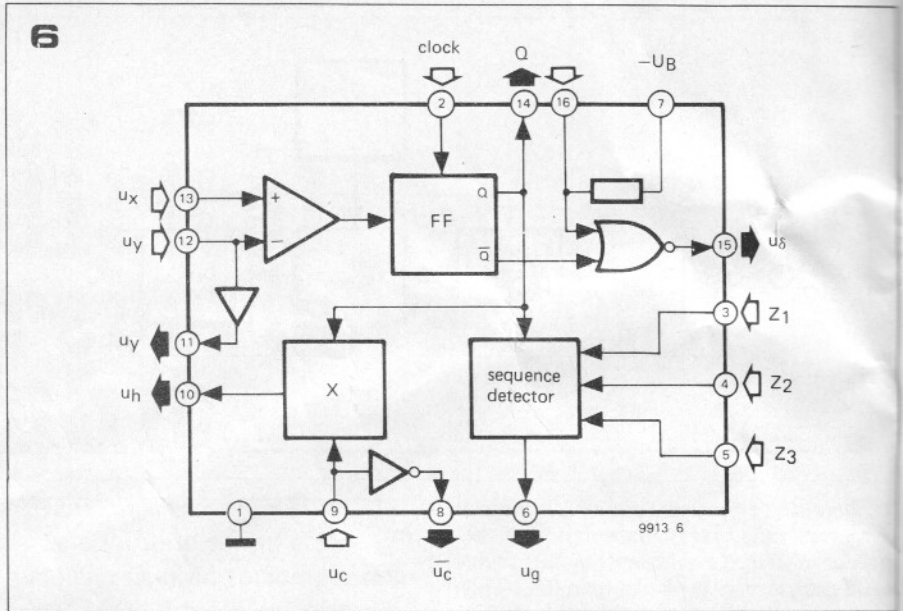 6
clock
Q
-UB
2
14
16
7
ux
13
+
uy
12
−
FF
Q
Q̅
15
uδ
3
Z1
uy
11
4
Z2
uh
10
X
sequence
detector
5
Z3
1
9
8
6
9913 6
uc
u̅c
ug